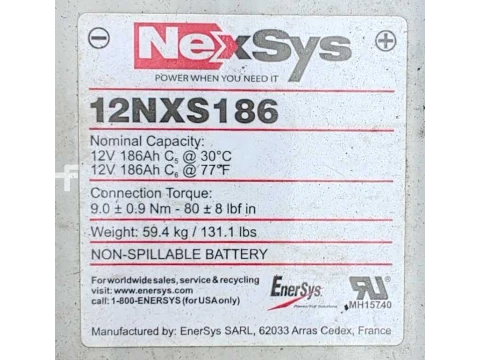 NexSys
POWER WHEN YOU NEED IT
12NXS186
Nominal Capacity:
12V 186Ah C₅ @ 30°C
12V 186Ah C₆ @ 77°F
Connection Torque:
9.0 ± 0.9 Nm - 80 ± 8 lbf in
Weight: 59.4 kg / 131.1 lbs
NON-SPILLABLE BATTERY
For worldwide sales, service & recycling
visit: www.enersys.com
call: 1-800-ENERSYS (for USA only)
EnerSys
Power/Full Solutions
MH15740
Manufactured by: EnerSys SARL, 62033 Arras Cedex, France